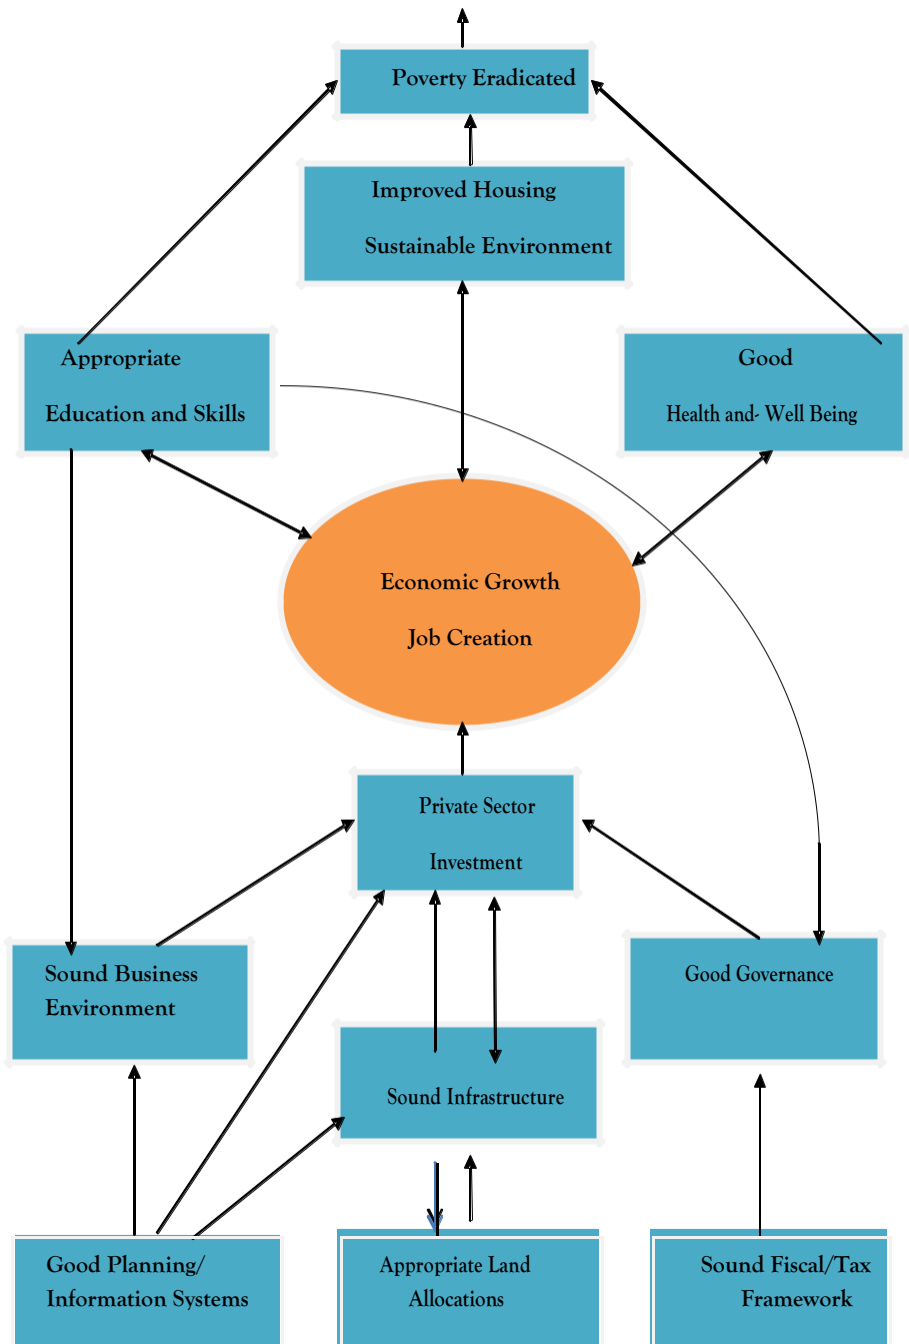 Poverty Eradicated
Improved Housing
Sustainable Environment
Appropriate
Education and Skills
Good
Health and- Well Being
Economic Growth
Job Creation
Private Sector
Investment
Sound Business
Environment
Good Governance
Sound Infrastructure
Good Planning/
Information Systems
Appropriate Land
Allocations
Sound Fiscal/Tax
Framework